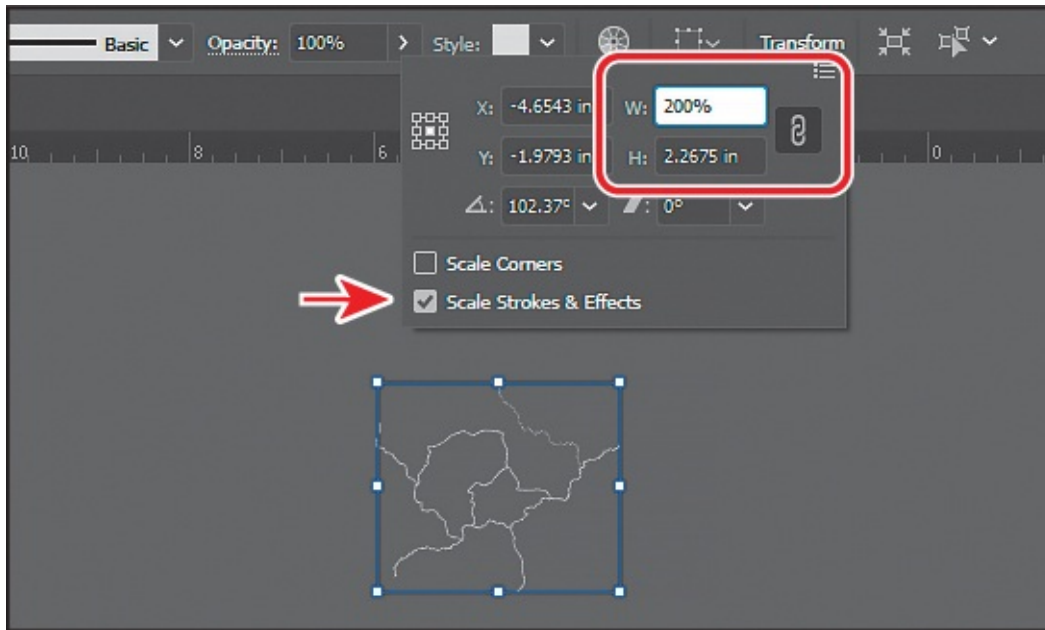 Basic Opacity: 100% Style: Transform
X: -4.6543 in W: 200%
10 8 6 0
Y: -1.9793 in H: 2.2675 in
102.37° 0°
Scale Corners
Scale Strokes & Effects